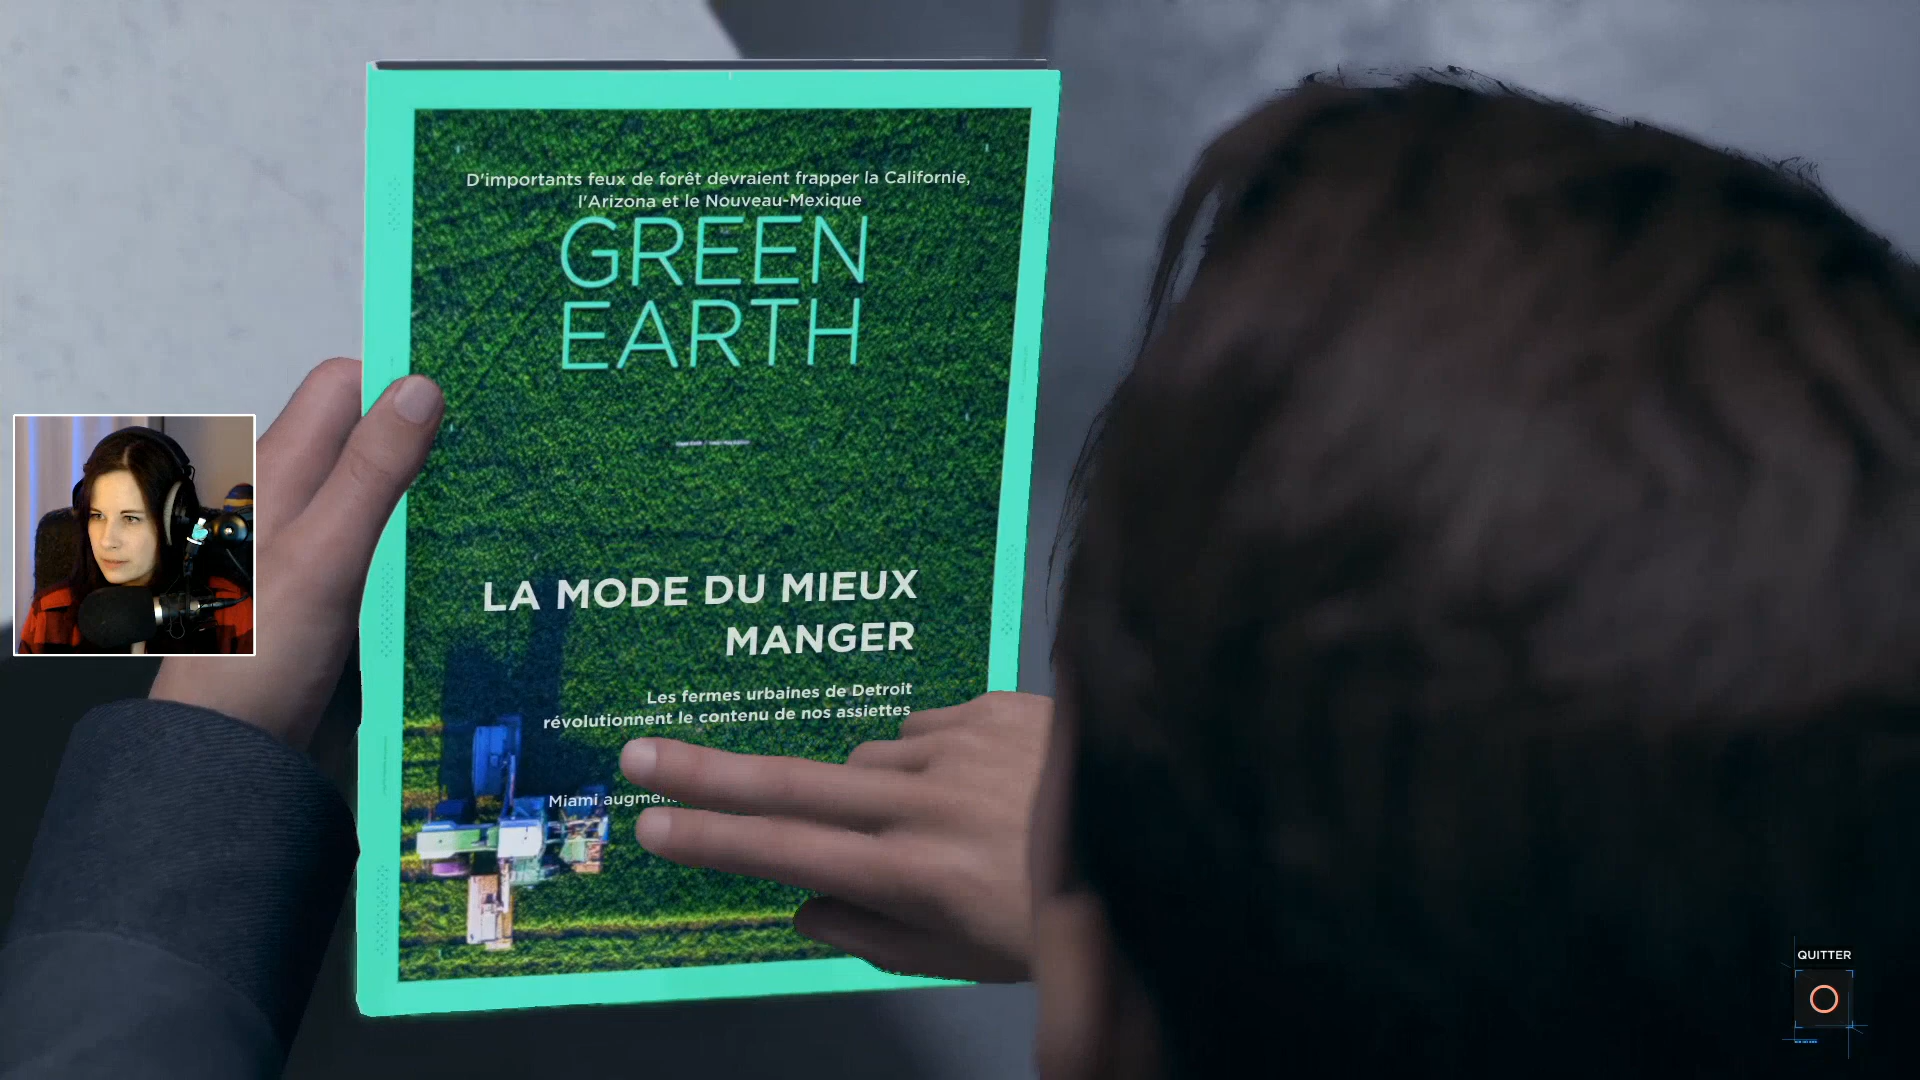 D'importants feux de forêt devraient frapper la Californie,
l'Arizona et le Nouveau-Mexique
GREEN
EARTH
LA MODE DU MIEUX
MANGER
Les fermes urbaines de Detroit
révolutionnent le contenu de nos assiettes
Miami
QUITTER